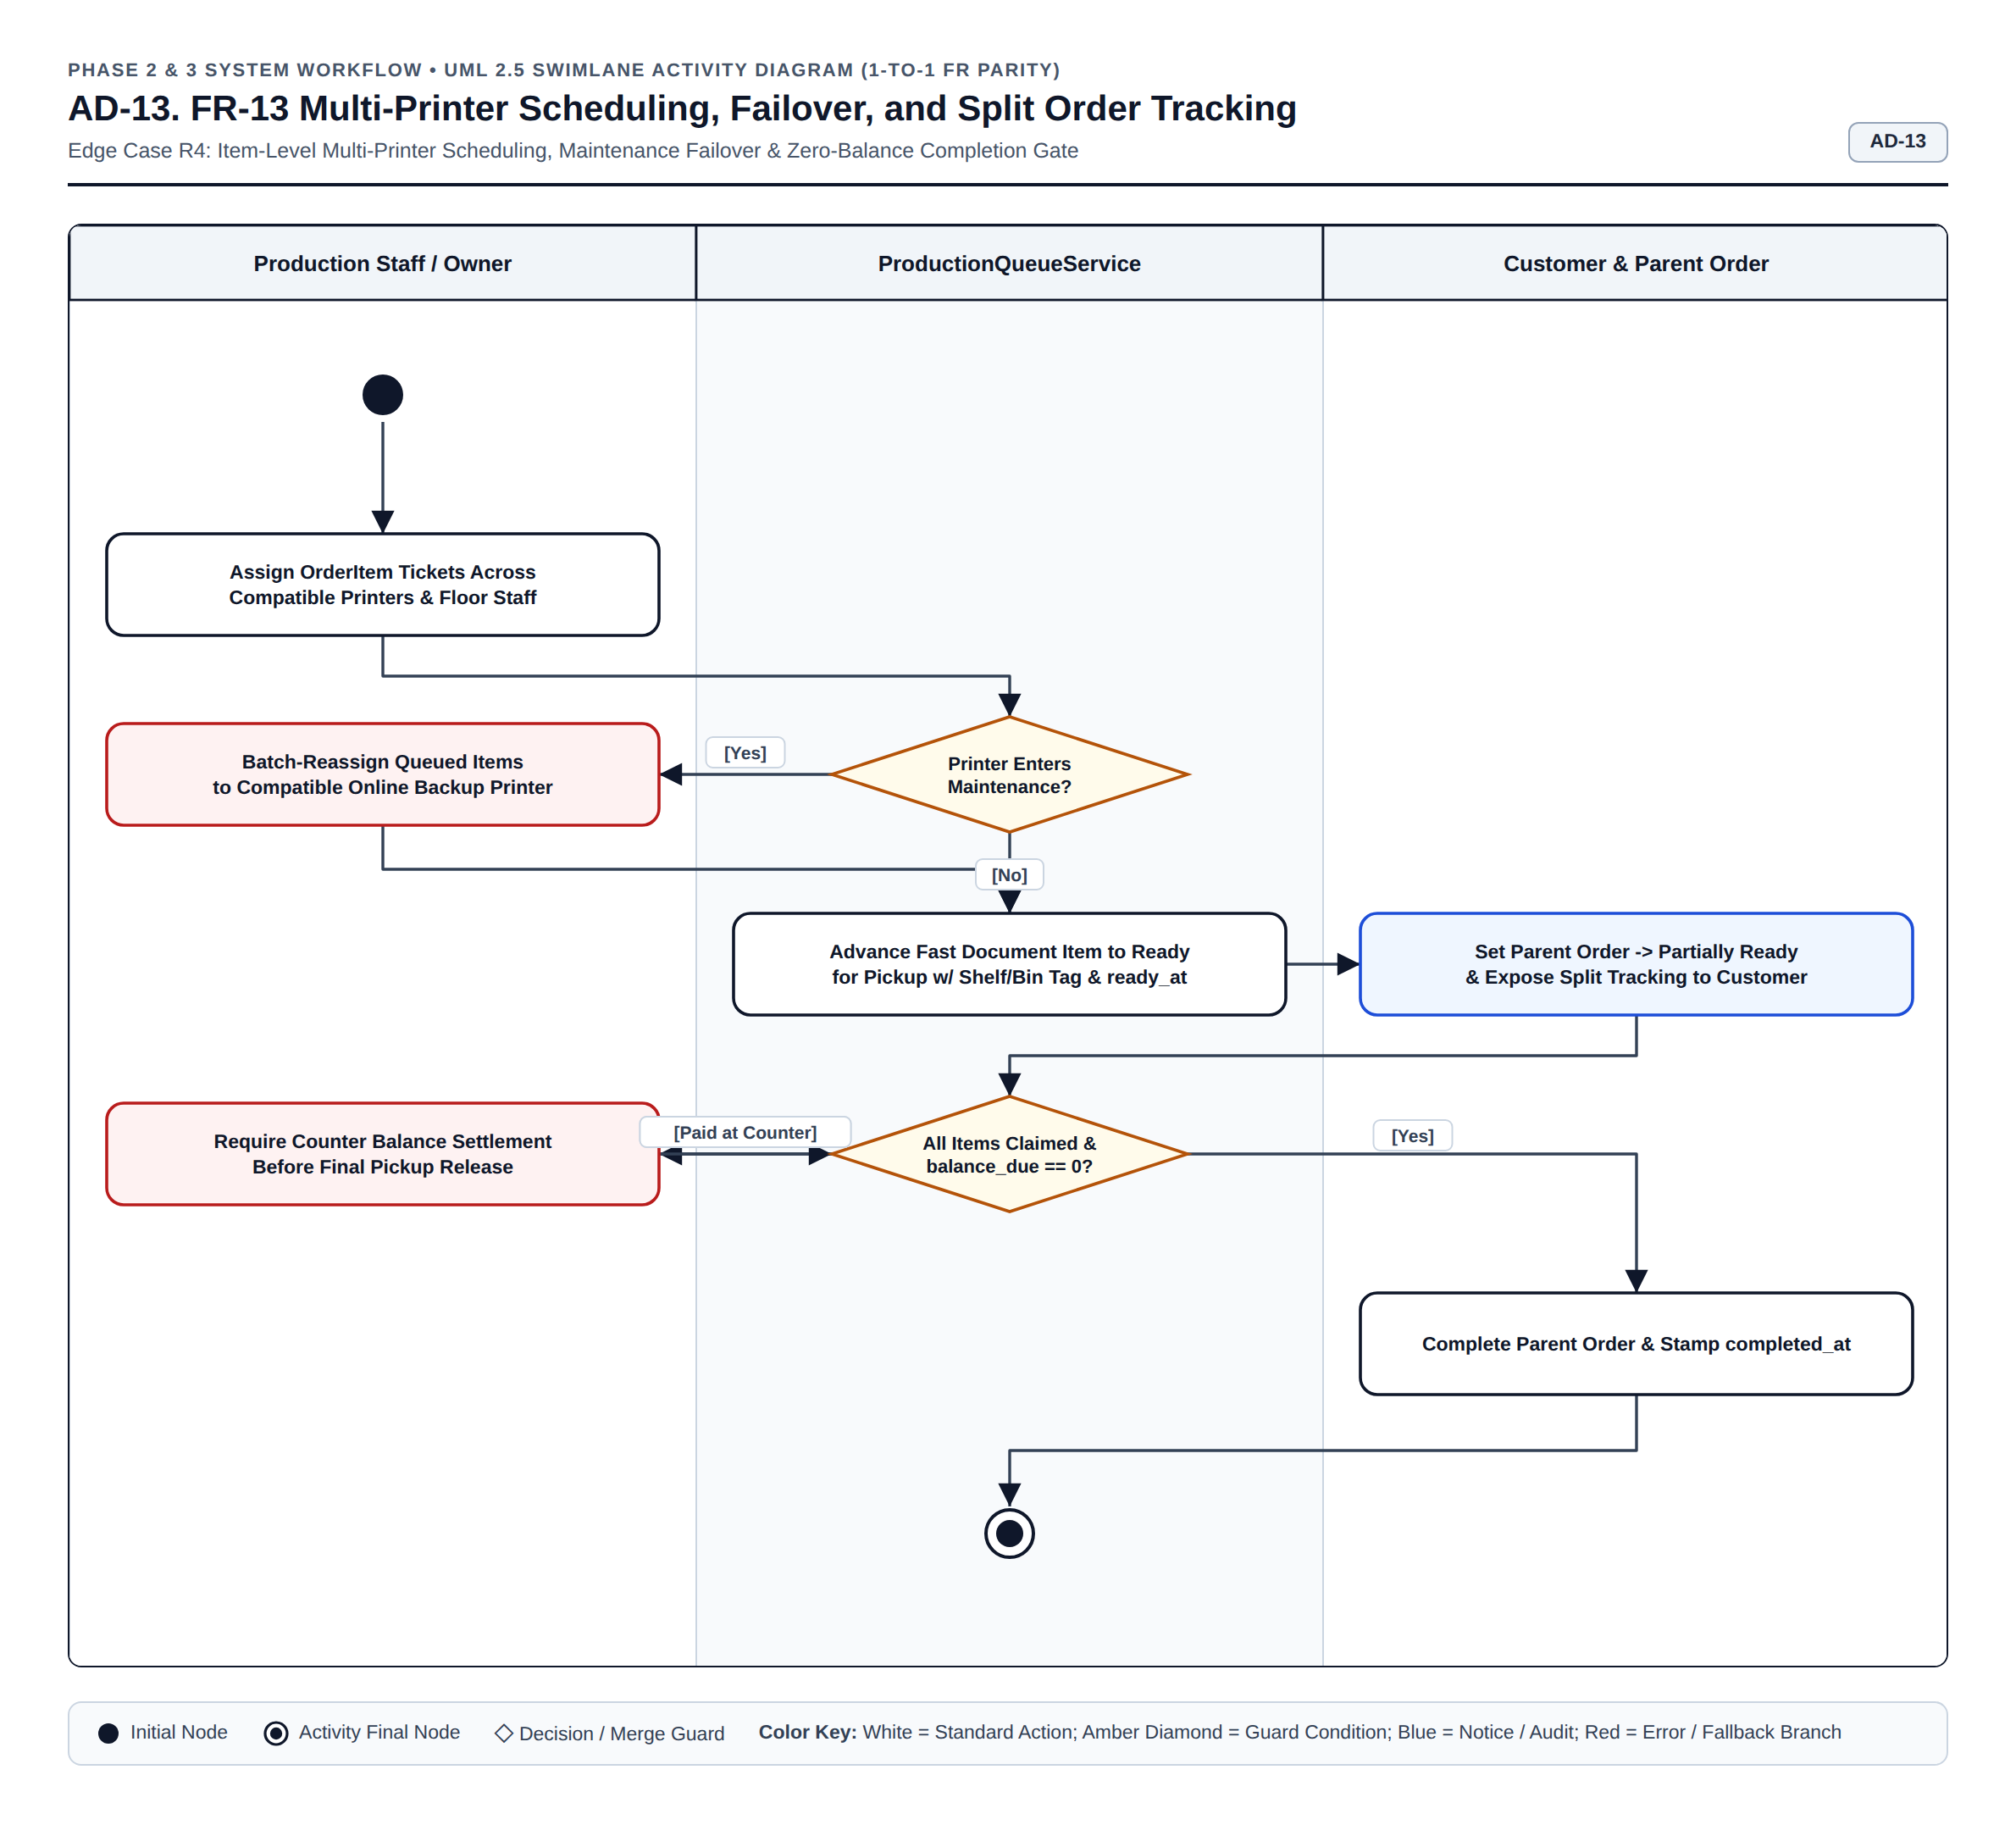 PHASE 2 & 3 SYSTEM WORKFLOW • UML 2.5 SWIMLANE ACTIVITY DIAGRAM (1-TO-1 FR PARITY)
AD-13. FR-13 Multi-Printer Scheduling, Failover, and Split Order Tracking
Edge Case R4: Item-Level Multi-Printer Scheduling, Maintenance Failover & Zero-Balance Completion Gate
AD-13
Production Staff / Owner
ProductionQueueService
Customer & Parent Order
Assign OrderItem Tickets Across
Compatible Printers & Floor Staff
Printer Enters
Maintenance?
[Yes]
Batch-Reassign Queued Items
to Compatible Online Backup Printer
[No]
Advance Fast Document Item to Ready
for Pickup w/ Shelf/Bin Tag & ready_at
Set Parent Order -> Partially Ready
& Expose Split Tracking to Customer
Require Counter Balance Settlement
Before Final Pickup Release
[Paid at Counter]
All Items Claimed &
balance_due == 0?
[Yes]
Complete Parent Order & Stamp completed_at
Initial Node
Activity Final Node
Decision / Merge Guard
Color Key: White = Standard Action; Amber Diamond = Guard Condition; Blue = Notice / Audit; Red = Error / Fallback Branch